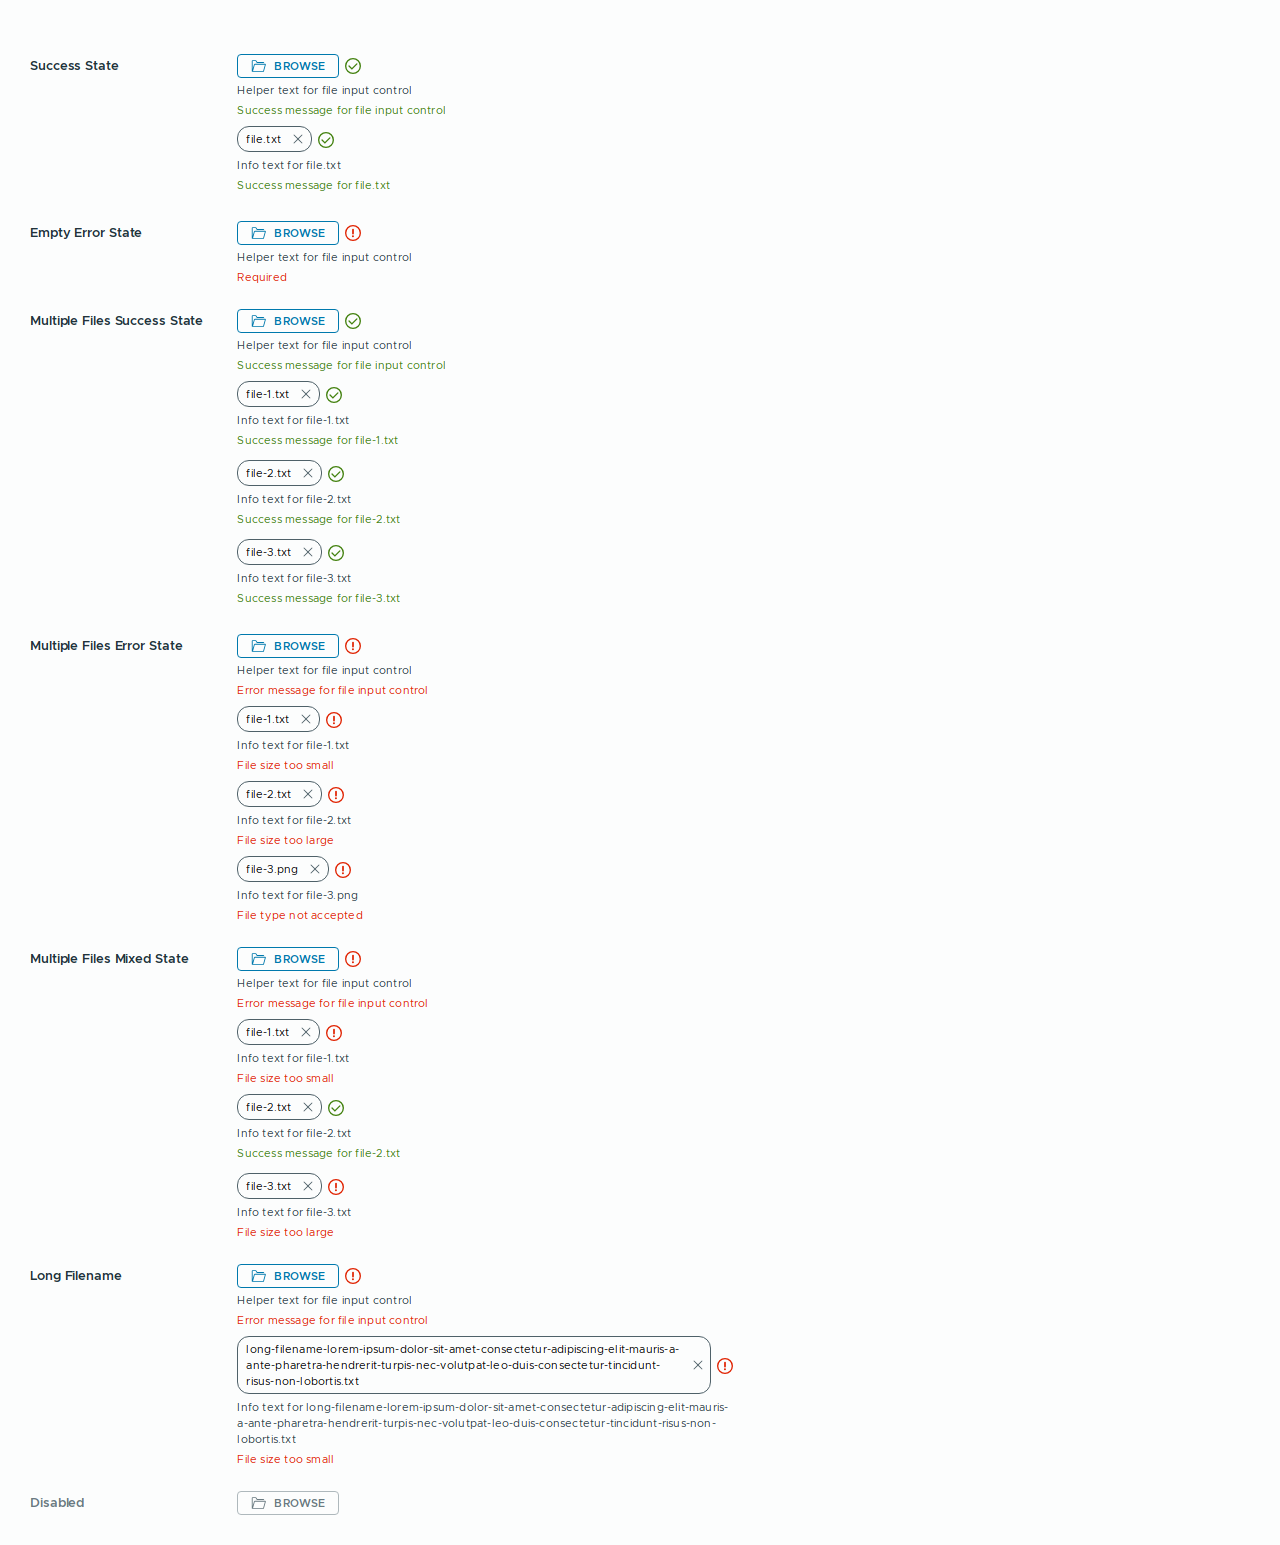 Success State
BROWSE
Helper text for file input control
Success message for file input control
file.txt
Info text for file.txt
Success message for file.txt
Empty Error State
BROWSE
Helper text for file input control
Required
Multiple Files Success State
BROWSE
Helper text for file input control
Success message for file input control
file-1.txt
Info text for file-1.txt
Success message for file-1.txt
file-2.txt
Info text for file-2.txt
Success message for file-2.txt
file-3.txt
Info text for file-3.txt
Success message for file-3.txt
Multiple Files Error State
BROWSE
Helper text for file input control
Error message for file input control
file-1.txt
Info text for file-1.txt
File size too small
file-2.txt
Info text for file-2.txt
File size too large
file-3.png
Info text for file-3.png
File type not accepted
Multiple Files Mixed State
BROWSE
Helper text for file input control
Error message for file input control
file-1.txt
Info text for file-1.txt
File size too small
file-2.txt
Info text for file-2.txt
Success message for file-2.txt
file-3.txt
Info text for file-3.txt
File size too large
Long Filename
BROWSE
Helper text for file input control
Error message for file input control
long-filename-lorem-ipsum-dolor-sit-amet-consectetur-adipiscing-elit-mauris-a-
ante-pharetra-hendrerit-turpis-nec-volutpat-leo-duis-consectetur-tincidunt-
risus-non-lobortis.txt
Info text for long-filename-lorem-ipsum-dolor-sit-amet-consectetur-adipiscing-elit-mauris-
a-ante-pharetra-hendrerit-turpis-nec-volutpat-leo-duis-consectetur-tincidunt-risus-non-
lobortis.txt
File size too small
Disabled
BROWSE